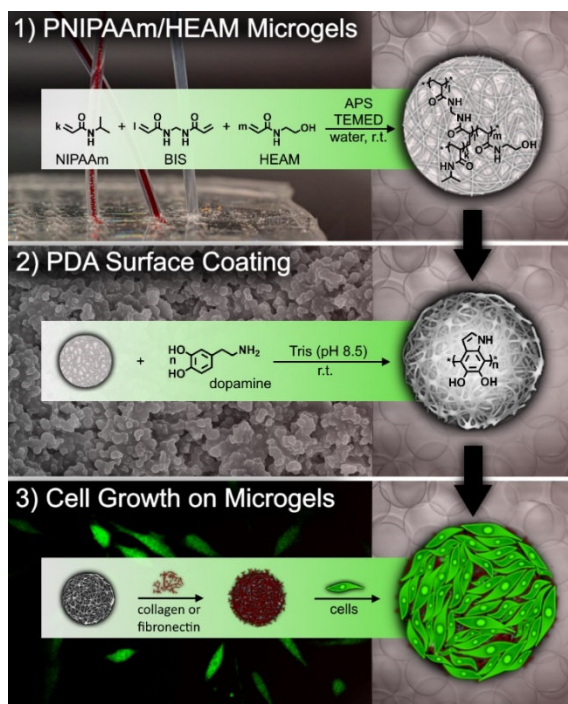 1) PNIPAAm/HEAM Microgels
k
O
N
H
+
l
O
N
H
N
H
O
+
m
O
N
H
OH
APS
TEMED
water, r.t.
NIPAAm
BIS
HEAM
2) PDA Surface Coating
+
HO
n
HO
NH2
dopamine
Tris (pH 8.5)
r.t.
NH
*
*
n
HO
OH
3) Cell Growth on Microgels
collagen or
fibronectin
cells